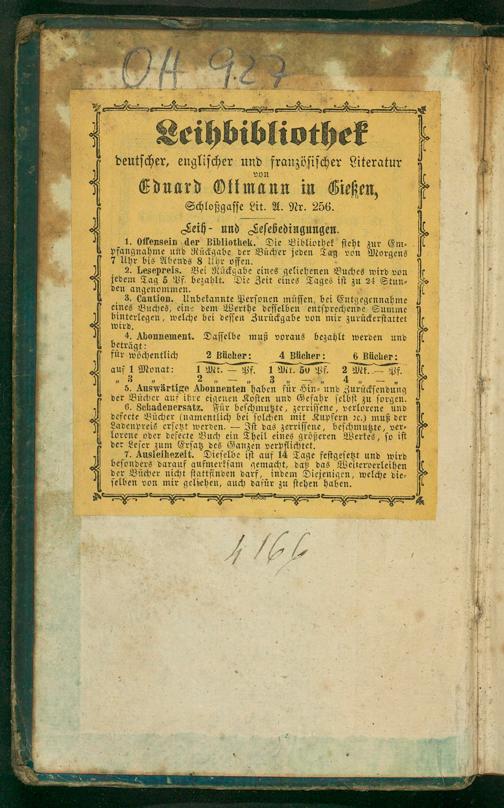 OH 927
Leihbibliothek
deutscher, englischer und französischer Literatur
von
Eduard Ottmann in Gießen,
Schloßgasse Lit. A. Nr. 256.
Leih- und Lesebedingungen.
1. Offensein der Bibliothek. Die Bibliothek steht zur Em-
pfangnahme und Rückgabe der Bücher jeden Tag von Morgens
7 Uhr bis Abends 8 Uhr offen.
2. Lesepreis. Bei Rückgabe eines geliehenen Buches wird von
jedem Tag 5 Pf. bezahlt. Die Zeit eines Tages ist zu 24 Stun-
den angenommen.
3. Caution. Unbekannte Personen müssen, bei Entgegennahme
eines Buches, eine dem Werthe desselben entsprechende Summe
hinterlegen, welche bei dessen Zurückgabe von mir zurückerstattet
wird.
4. Abonnement. Dasselbe muß voraus bezahlt werden und
beträgt:
für wöchentlich 2 Bücher: 4 Bücher: 6 Bücher:
auf 1 Monat: 1 Mk. — Pf. 1 Mk. 50 Pf. 2 Mk. — Pf.
„ 3 „ 2 „ — „ 3 „ — „ 4 „ — „
5. Auswärtige Abonnenten haben für Hin- und Zurücksendung
der Bücher auf ihre eigenen Kosten und Gefahr selbst zu sorgen.
6. Schadenersatz. Für beschmutzte, zerrissene, verlorene und
defecte Bücher (namentlich bei solchen mit Kupfern ꝛc.) muß der
Ladenpreis ersetzt werden. — Ist das zerrissene, beschmutzte, ver-
lorene oder defecte Buch ein Theil eines größeren Werkes, so ist
der Leser zum Ersatz des Ganzen verpflichtet.
7. Ausleihezeit. Dieselbe ist auf 14 Tage festgesetzt und wird
besonders darauf aufmerksam gemacht, daß das Weiterverleihen
der Bücher nicht stattfinden darf, indem Diejenigen, welche die-
selben von mir geliehen, auch dafür zu stehen haben.
4166